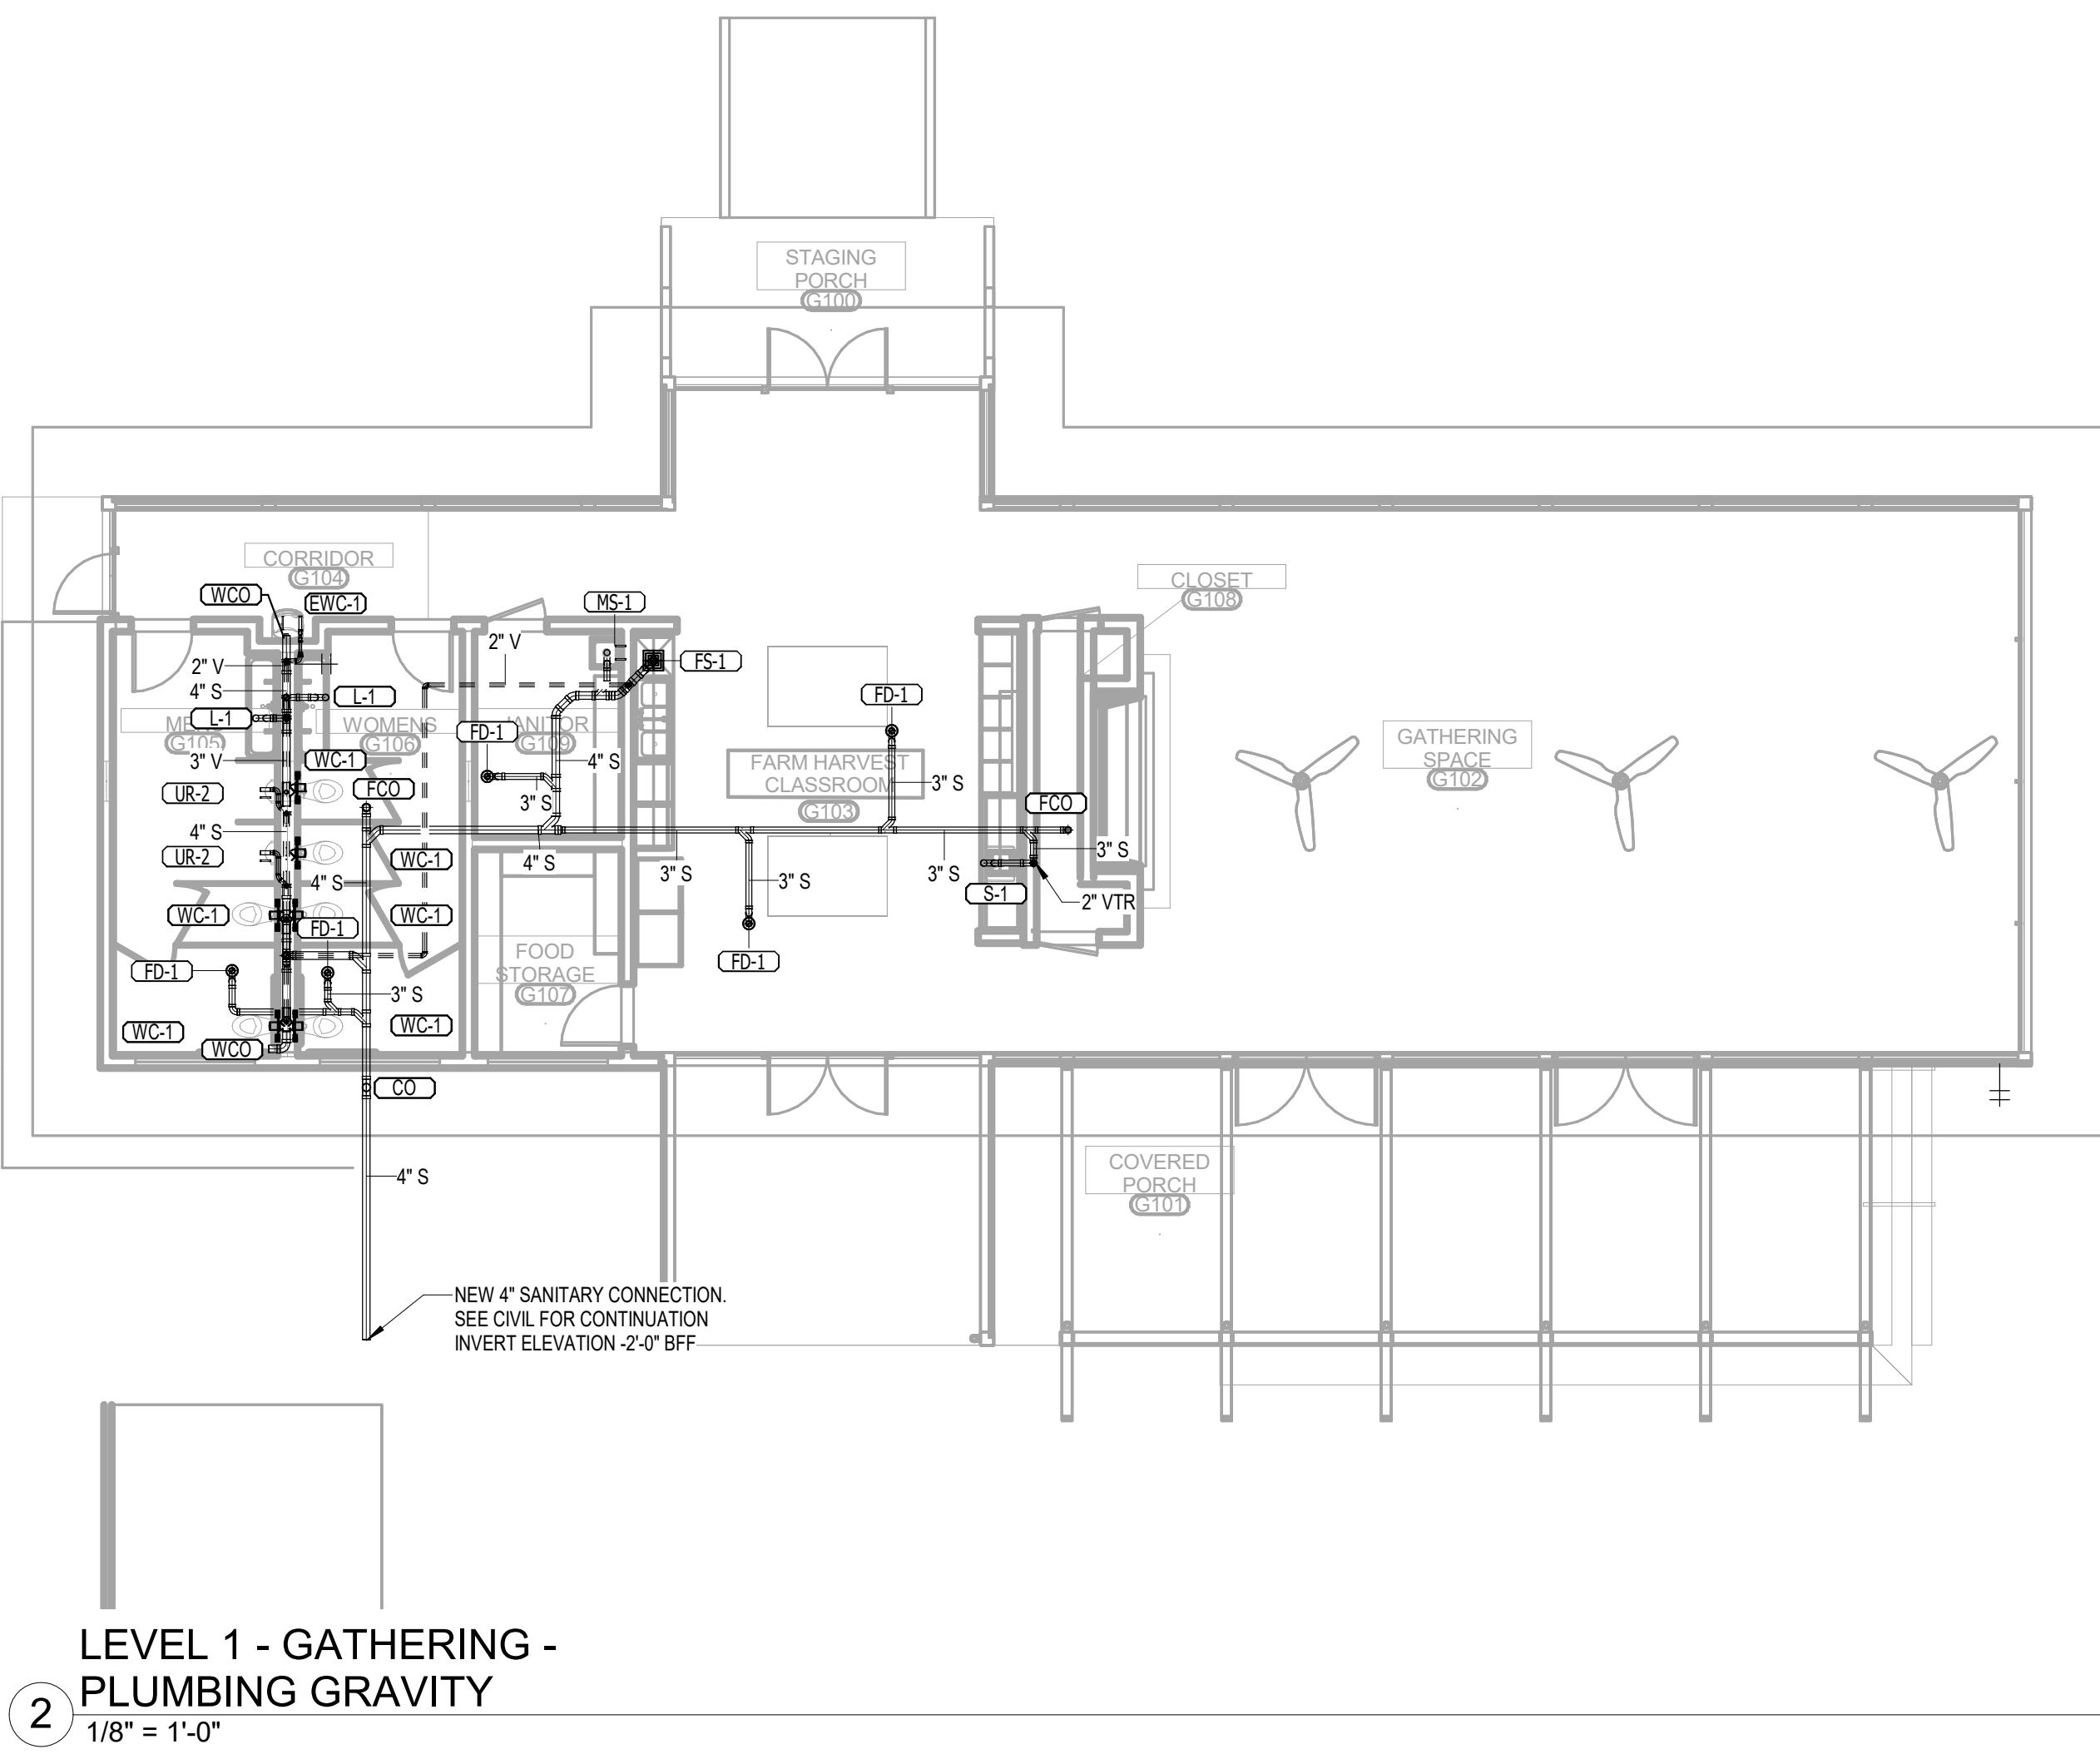 STAGING
PORCH
G100
CORRIDOR
G104
CLOSET
G108
WCO
EWC-1
MS-1
2" V
2" V
FS-1
4" S
L-1
FD-1
L-1
MENS
G105
WOMENS
G106
FD-1
JANITOR
G109
GATHERING
SPACE
G102
3" V
WC-1
4" S
FARM HARVEST
CLASSROOM
G103
3" S
UR-2
FCO
3" S
FCO
4" S
UR-2
WC-1
4" S
3" S
4" S
3" S
3" S
3" S
S-1
2" VTR
WC-1
WC-1
FD-1
FOOD
STORAGE
G107
FD-1
FD-1
3" S
WC-1
WC-1
WCO
CO
4" S
COVERED
PORCH
G101
NEW 4" SANITARY CONNECTION.
SEE CIVIL FOR CONTINUATION
INVERT ELEVATION -2'-0" BFF
LEVEL 1 - GATHERING -
PLUMBING GRAVITY
2
1/8" = 1'-0"